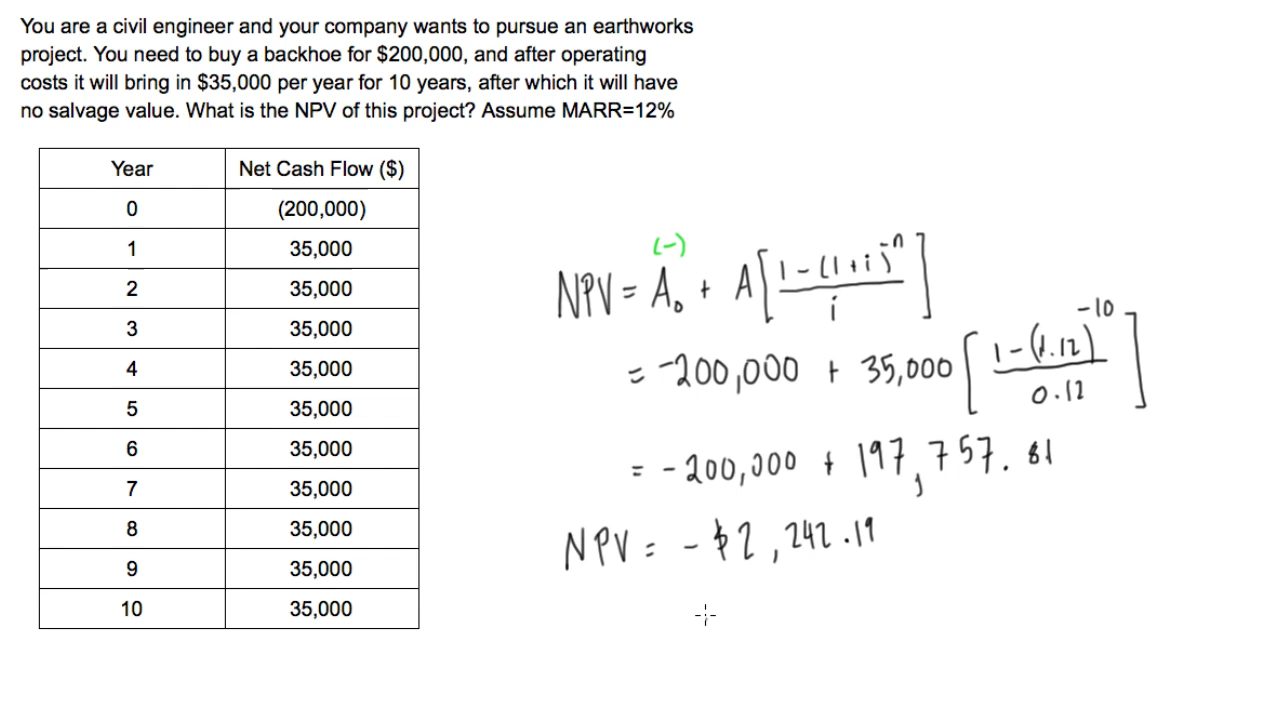 You are a civil engineer and your company wants to pursue an earthworks
project. You need to buy a backhoe for $200,000, and after operating
costs it will bring in $35,000 per year for 10 years, after which it will have
no salvage value. What is the NPV of this project? Assume MARR=12%
Year Net Cash Flow ($)
0 (200,000)
1 35,000
2 35,000
3 35,000
4 35,000
5 35,000
6 35,000
7 35,000
8 35,000
9 35,000
10 35,000
(-)
NPV = A₀ + A[1-(1+i)⁻ⁿ / i]
= -200,000 + 35,000 [1-(1.12)⁻¹⁰ / 0.12]
= -200,000 + 197,757.81
NPV = -$2,242.19